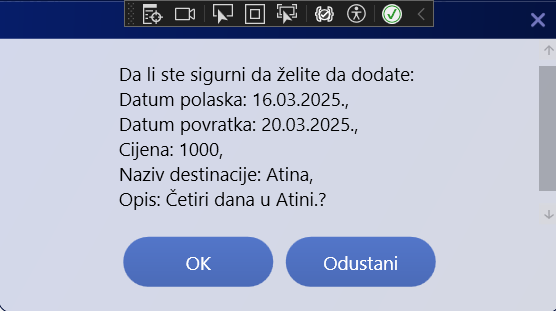 Da li ste sigurni da želite da dodate:
Datum polaska: 16.03.2025.,
Datum povratka: 20.03.2025.,
Cijena: 1000,
Naziv destinacije: Atina,
Opis: Četiri dana u Atini.?
OK
Odustani